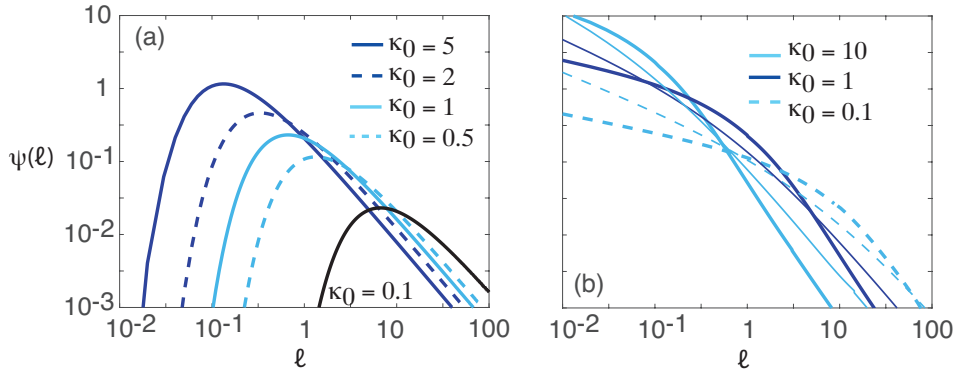 (a)
κ0 = 5
κ0 = 2
κ0 = 1
κ0 = 0.5
κ0 = 0.1
ψ(ℓ)
10
1
10-1
10-2
10-3
10-2 10-1 1 10 100
ℓ
κ0 = 10
κ0 = 1
κ0 = 0.1
(b)
10-2 10-1 1 10 100
ℓ